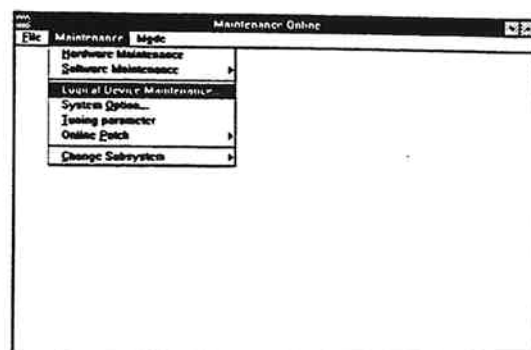 Maintenance Online
File Maintenance Mode
Hardware Maintenance
Software Maintenance
Logical Device Maintenance
System Option...
Tuning parameter
Online Patch
Change Subsystem